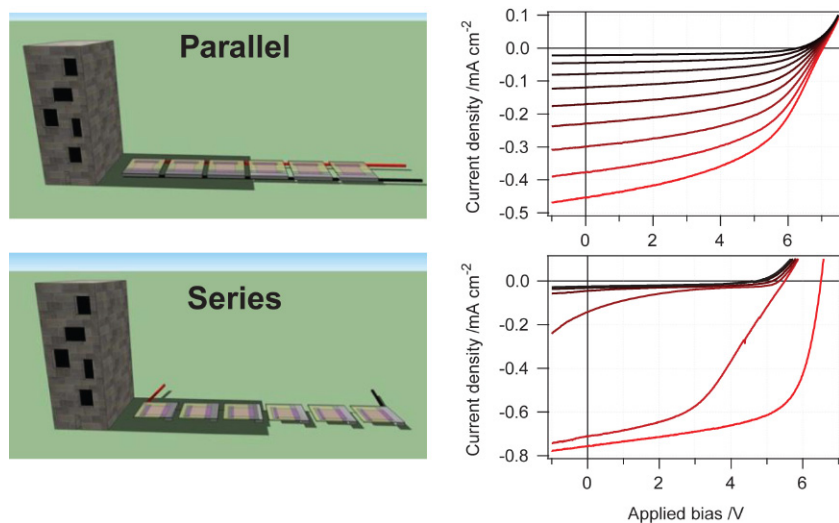 Parallel
Current density /mA cm⁻²
0.1
0.0
-0.1
-0.2
-0.3
-0.4
-0.5
0 2 4 6
Series
Current density /mA cm⁻²
0.0
-0.2
-0.4
-0.6
-0.8
0 2 4 6
Applied bias /V